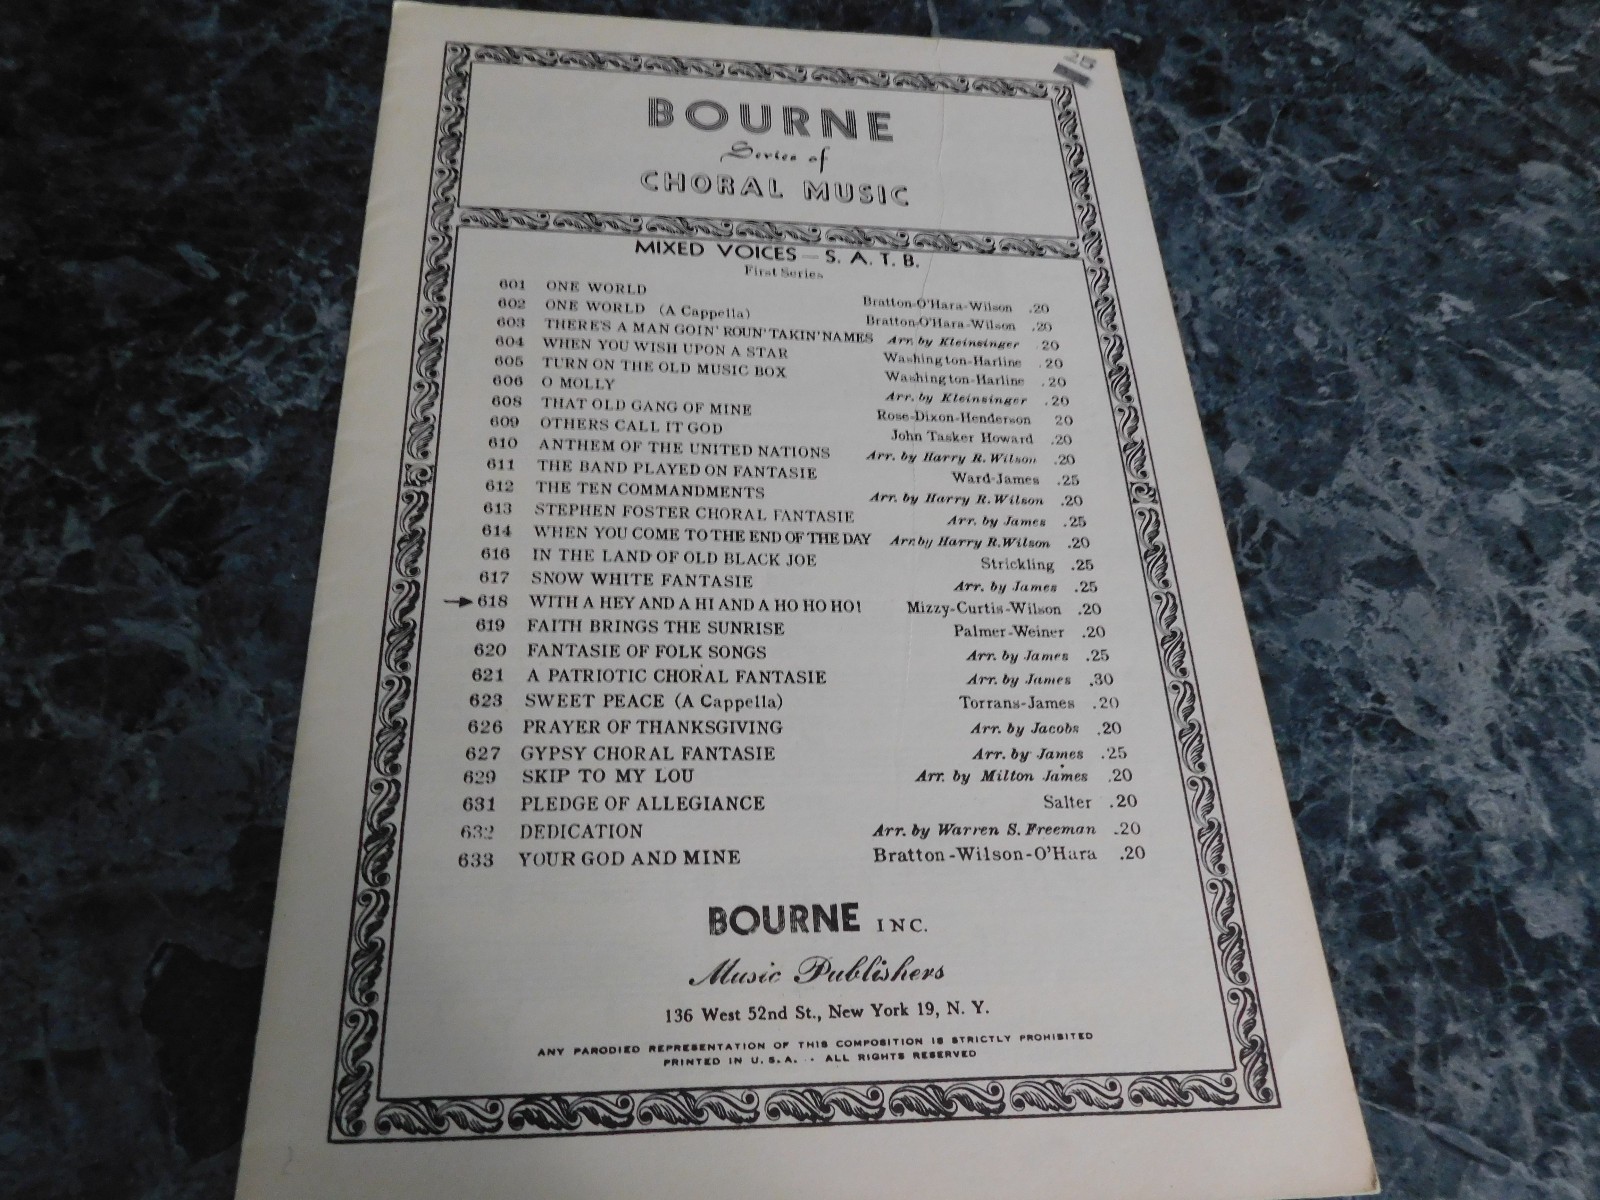 25
BOURNE
Series of
CHORAL MUSIC
MIXED VOICES — S. A. T. B.
First Series
601 ONE WORLD Bratton-O'Hara-Wilson .20
602 ONE WORLD (A Cappella) Bratton-O'Hara-Wilson .20
603 THERE'S A MAN GOIN' ROUN' TAKIN' NAMES Arr. by Kleinsinger .20
604 WHEN YOU WISH UPON A STAR Washington-Harline .20
605 TURN ON THE OLD MUSIC BOX Washington-Harline .20
606 O MOLLY Arr. by Kleinsinger .20
608 THAT OLD GANG OF MINE Rose-Dixon-Henderson 20
609 OTHERS CALL IT GOD John Tasker Howard .20
610 ANTHEM OF THE UNITED NATIONS Arr. by Harry R. Wilson .20
611 THE BAND PLAYED ON FANTASIE Ward-James .25
612 THE TEN COMMANDMENTS Arr. by Harry R. Wilson .20
613 STEPHEN FOSTER CHORAL FANTASIE Arr. by James .25
614 WHEN YOU COME TO THE END OF THE DAY Arr. by Harry R. Wilson .20
616 IN THE LAND OF OLD BLACK JOE Strickling .25
617 SNOW WHITE FANTASIE Arr. by James .25
→ 618 WITH A HEY AND A HI AND A HO HO HO! Mizzy-Curtis-Wilson .20
619 FAITH BRINGS THE SUNRISE Palmer-Weiner .20
620 FANTASIE OF FOLK SONGS Arr. by James .25
621 A PATRIOTIC CHORAL FANTASIE Arr. by James .30
623 SWEET PEACE (A Cappella) Torrans-James .20
626 PRAYER OF THANKSGIVING Arr. by Jacobs .20
627 GYPSY CHORAL FANTASIE Arr. by James .25
629 SKIP TO MY LOU Arr. by Milton James .20
631 PLEDGE OF ALLEGIANCE Salter .20
632 DEDICATION Arr. by Warren S. Freeman .20
633 YOUR GOD AND MINE Bratton-Wilson-O'Hara .20
BOURNE INC.
Music Publishers
136 West 52nd St., New York 19, N. Y.
ANY PARODIED REPRESENTATION OF THIS COMPOSITION IS STRICTLY PROHIBITED
PRINTED IN U. S. A. · · ALL RIGHTS RESERVED